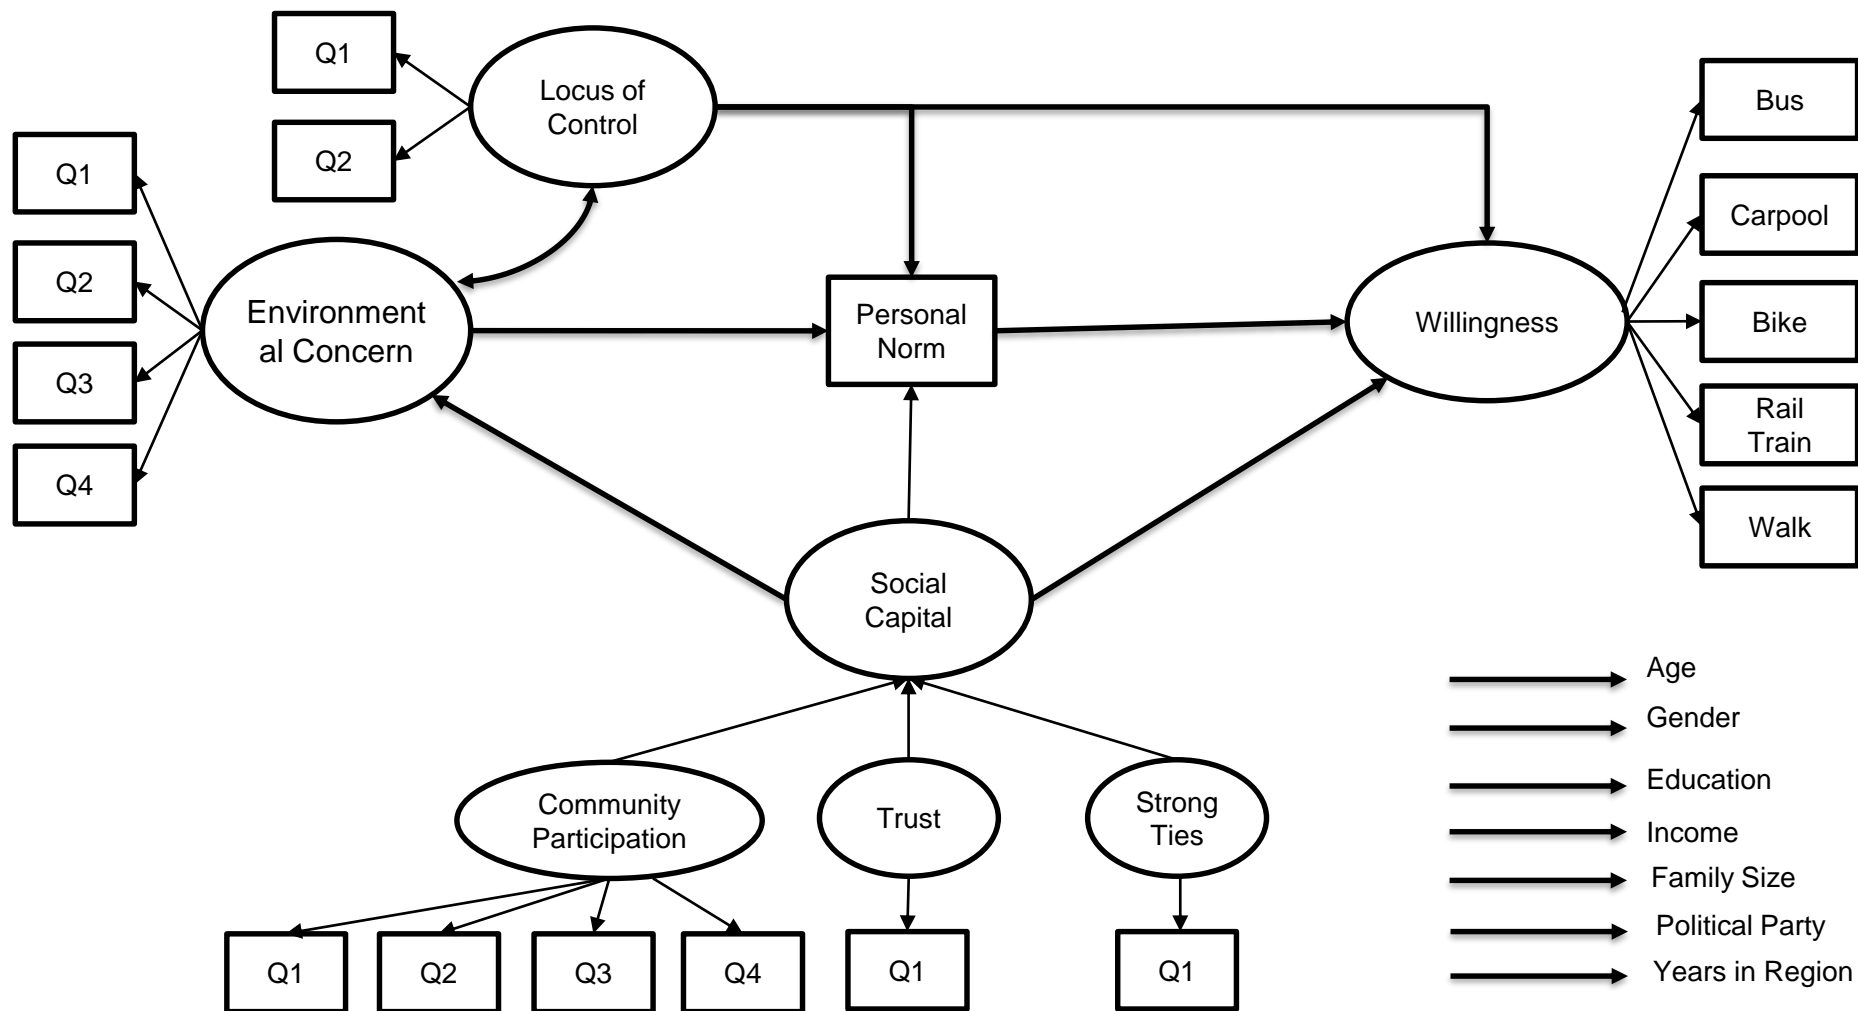 Q1
Q2
Locus of
Control
Q1
Q2
Q3
Q4
Environment
al Concern
Personal
Norm
Willingness
Bus
Carpool
Bike
Rail
Train
Walk
Social
Capital
Community
Participation
Trust
Strong
Ties
Q1
Q2
Q3
Q4
Q1
Q1
Age
Gender
Education
Income
Family Size
Political Party
Years in Region